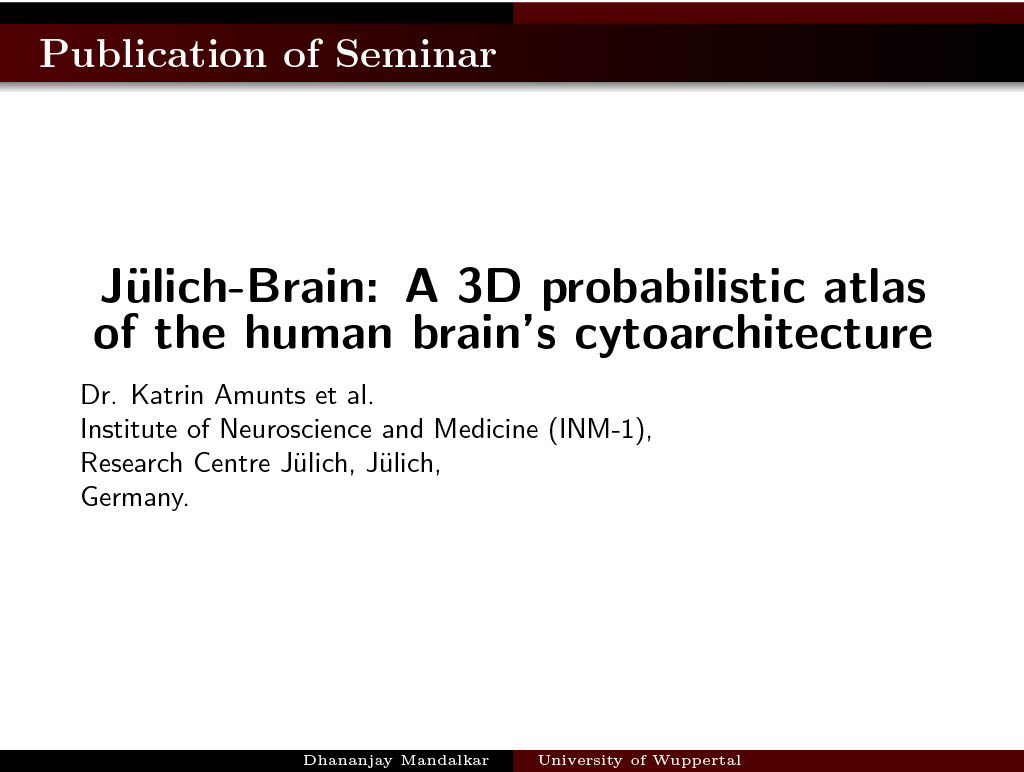 Publication of Seminar
Jülich-Brain: A 3D probabilistic atlas
of the human brain's cytoarchitecture
Dr. Katrin Amunts et al.
Institute of Neuroscience and Medicine (INM-1),
Research Centre Jülich, Jülich,
Germany.
Dhananjay Mandalkar University of Wuppertal